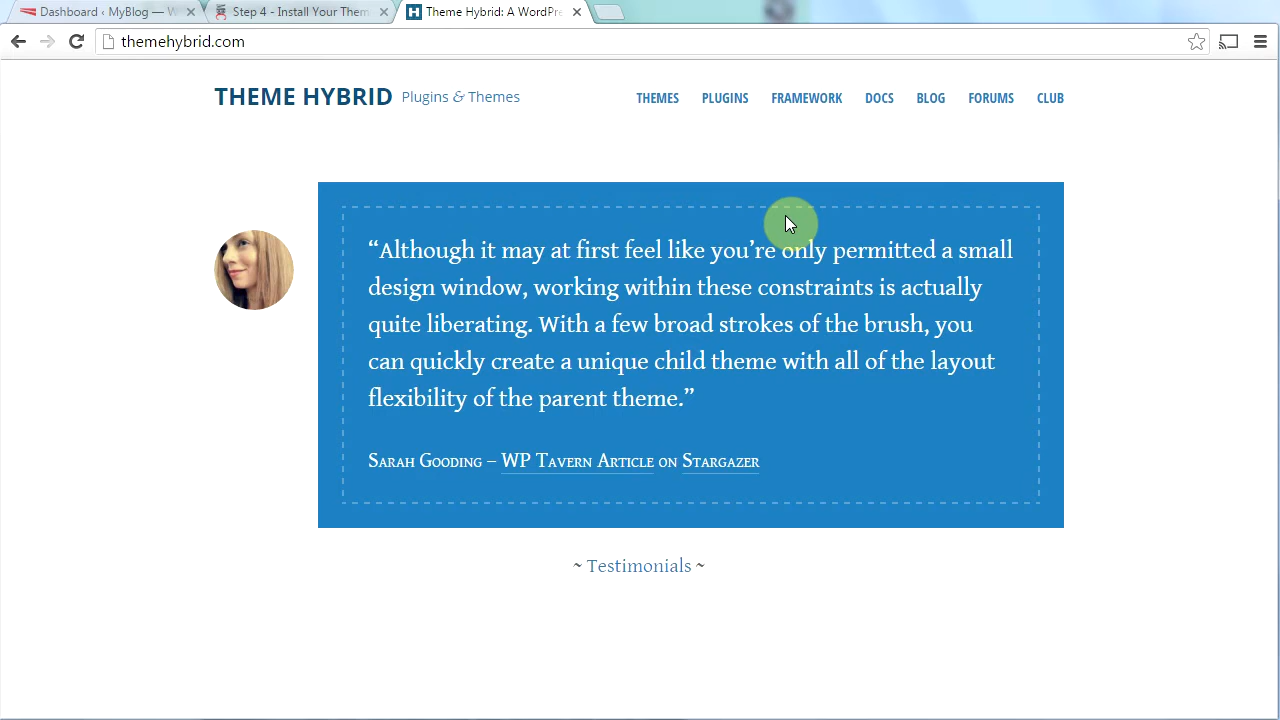 Dashboard ‹ MyBlog — W
Step 4 - Install Your Them
Theme Hybrid: A WordPre
themehybrid.com
THEME HYBRID Plugins & Themes
THEMES PLUGINS FRAMEWORK DOCS BLOG FORUMS CLUB
“Although it may at first feel like you’re only permitted a small
design window, working within these constraints is actually
quite liberating. With a few broad strokes of the brush, you
can quickly create a unique child theme with all of the layout
flexibility of the parent theme.”
Sarah Gooding – WP Tavern Article on Stargazer
~ Testimonials ~